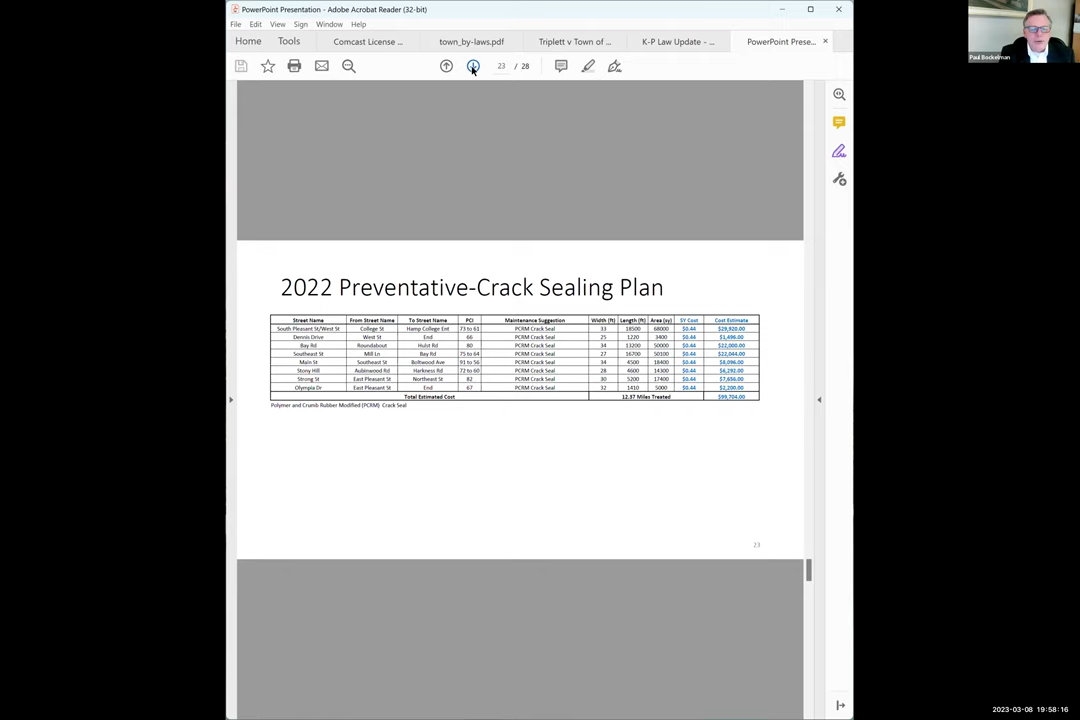 PowerPoint Presentation - Adobe Acrobat Reader (32-bit)
File Edit View Sign Window Help
Home Tools Comcast License ... town_by-laws.pdf Triplett v Town of ... K-P Law Update - ... PowerPoint Prese... ×
23 / 28
Paul Bockelman
2022 Preventative-Crack Sealing Plan
Street Name From Street Name To Street Name PCI Maintenance Suggestion Width (ft) Length (ft) Area (sy) SY Cost Cost Estimate
South Pleasant St/West St College St Hamp College Ent 73 to 61 PCRM Crack Seal 33 18500 68000 $0.44 $29,920.00
Dennis Drive West St End 66 PCRM Crack Seal 25 1220 3400 $0.44 $1,496.00
Bay Rd Roundabout Hulst Rd 80 PCRM Crack Seal 34 13200 50000 $0.44 $22,000.00
Southeast St Mill Ln Bay Rd 75 to 64 PCRM Crack Seal 27 16700 50100 $0.44 $22,044.00
Main St Southeast St Boltwood Ave 91 to 56 PCRM Crack Seal 34 4500 18400 $0.44 $8,096.00
Stony Hill Aubinwood Rd Harkness Rd 72 to 60 PCRM Crack Seal 28 4600 14300 $0.44 $6,292.00
Strong St East Pleasant St Northeast St 82 PCRM Crack Seal 30 5200 17400 $0.44 $7,656.00
Olympia Dr East Pleasant St End 67 PCRM Crack Seal 32 1410 5000 $0.44 $2,200.00
Total Estimated Cost 12.37 Miles Treated $99,704.00
Polymer and Crumb Rubber Modified (PCRM) Crack Seal
23
2023-03-08 19:58:16